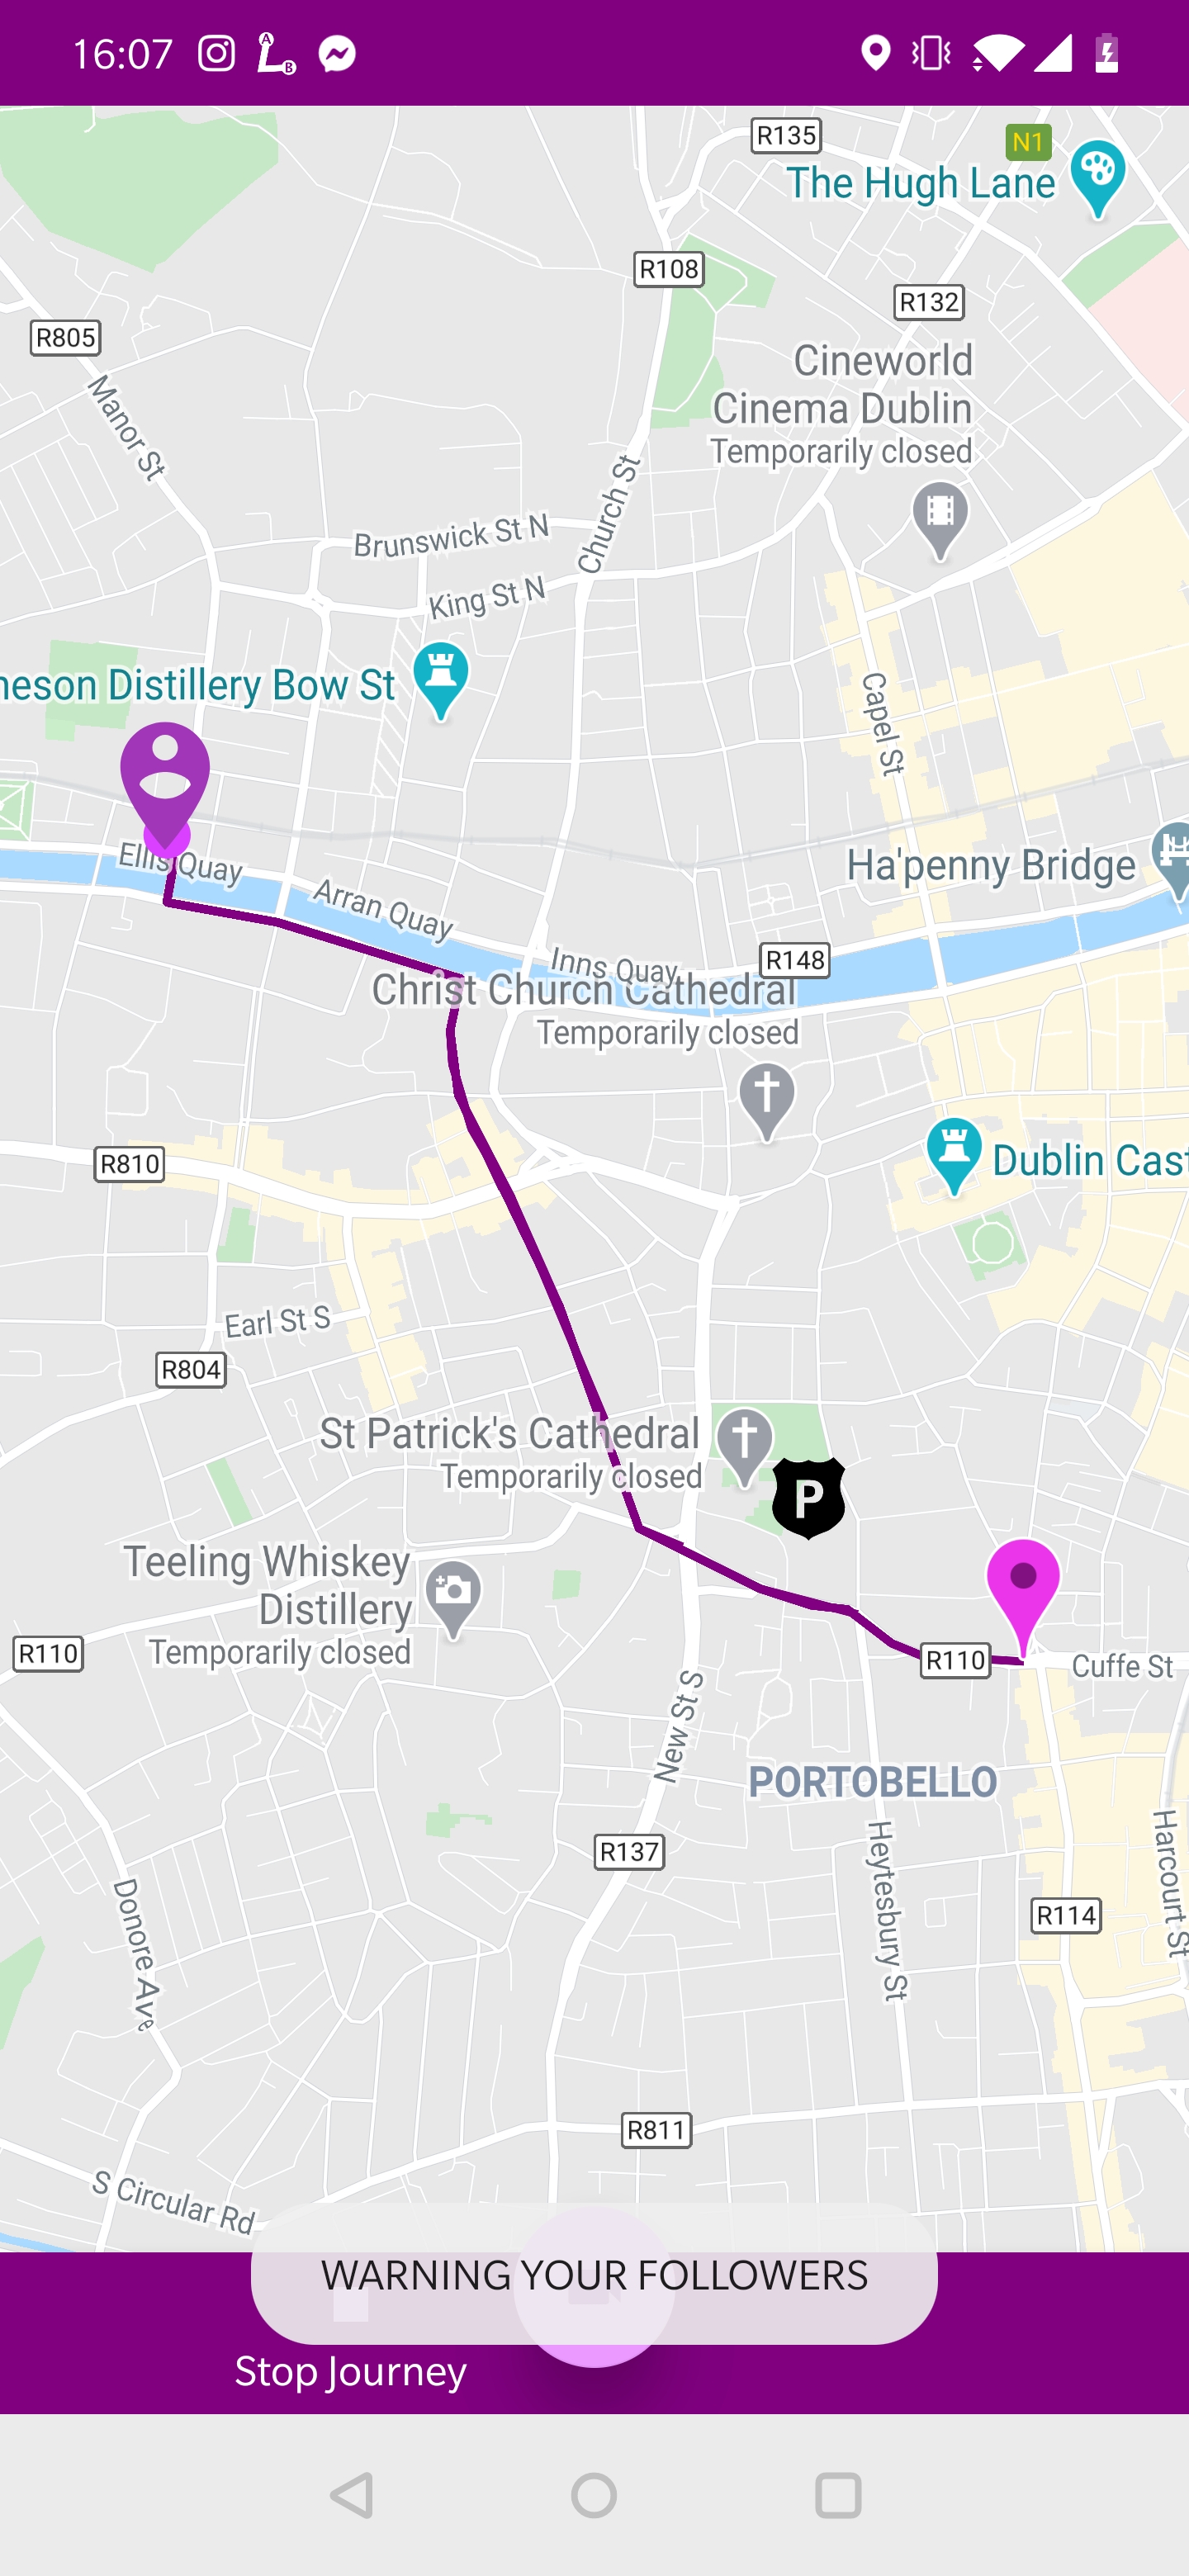 16:07
A
B
R135
N1
The Hugh Lane
R108
R132
R805
Cineworld
Cinema Dublin
Temporarily closed
Manor St
Church St
Brunswick St N
King St N
neson Distillery Bow St
Capel St
Ellis Quay
Ha'penny Bridge
Arran Quay
Inns Quay
R148
Christ Church Cathedral
Temporarily closed
R810
Dublin Cast
Earl St S
R804
St Patrick's Cathedral
Temporarily closed
P
Teeling Whiskey
Distillery
Temporarily closed
R110
R110
Cuffe St
New St S
PORTOBELLO
R137
Heytesbury St
Harcourt St
Donore Ave
R114
R811
S Circular Rd
WARNING YOUR FOLLOWERS
Stop Journey